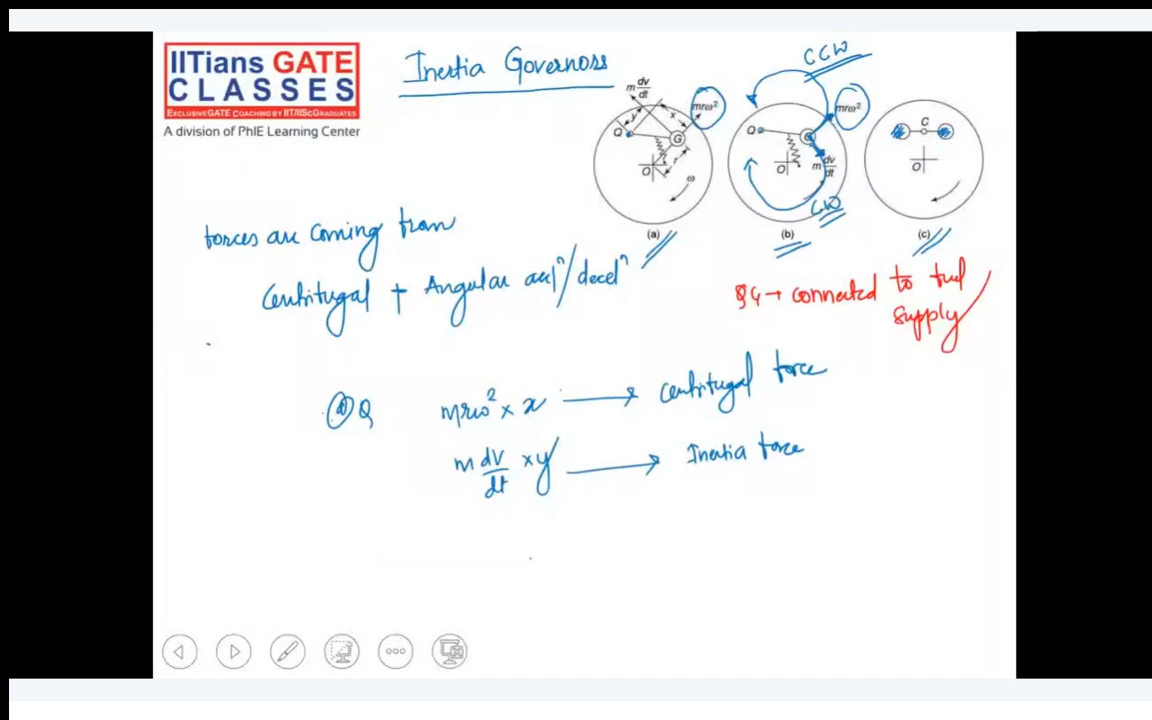 IITians GATE
CLASSES
EXCLUSIVE GATE COACHING BY IIT/IISc GRADUATES
A division of PhIE Learning Center
Inertia Governors
CCW
m dv/dt
mrω²
y
x
Q
G
r
O
ω
(a)
mrω²
Q
G
O
m dv/dt
CW
(b)
C
O
(c)
forces are coming from
Centrifugal + Angular accⁿ/decelⁿ
QG → connected to fuel
supply
@ Q
mrω² × x → Centrifugal force
m dv/dt × y → Inertia force